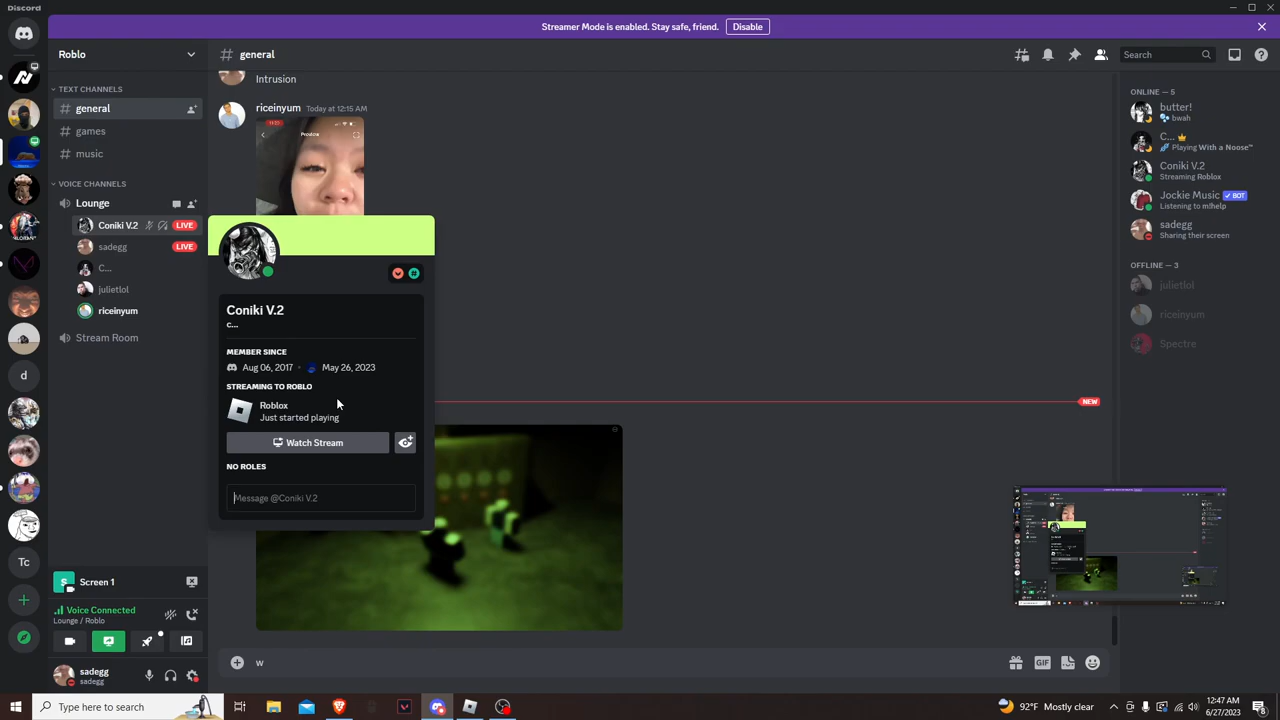 Discord
Streamer Mode is enabled. Stay safe, friend. Disable
Roblo
# general
Search
TEXT CHANNELS
# general
# games
# music
VOICE CHANNELS
Lounge
Coniki V.2 LIVE
sadegg LIVE
C...
julietlol
riceinyum
Stream Room
d
Tc
Screen 1
Voice Connected
Lounge / Roblo
sadegg
sadegg
Intrusion
riceinyum Today at 12:15 AM
11:20
Preview
Coniki V.2
c...
MEMBER SINCE
Aug 06, 2017 • May 26, 2023
STREAMING TO ROBLO
Roblox
Just started playing
Watch Stream
NO ROLES
Message @Coniki V.2
NEW
w
GIF
ONLINE — 5
butter!
bwah
C...
Playing With a Noose™
Coniki V.2
Streaming Roblox
Jockie Music ✓ BOT
Listening to m!help
sadegg
Sharing their screen
OFFLINE — 3
julietlol
riceinyum
Spectre
Type here to search
92°F Mostly clear
12:47 AM
6/27/2023